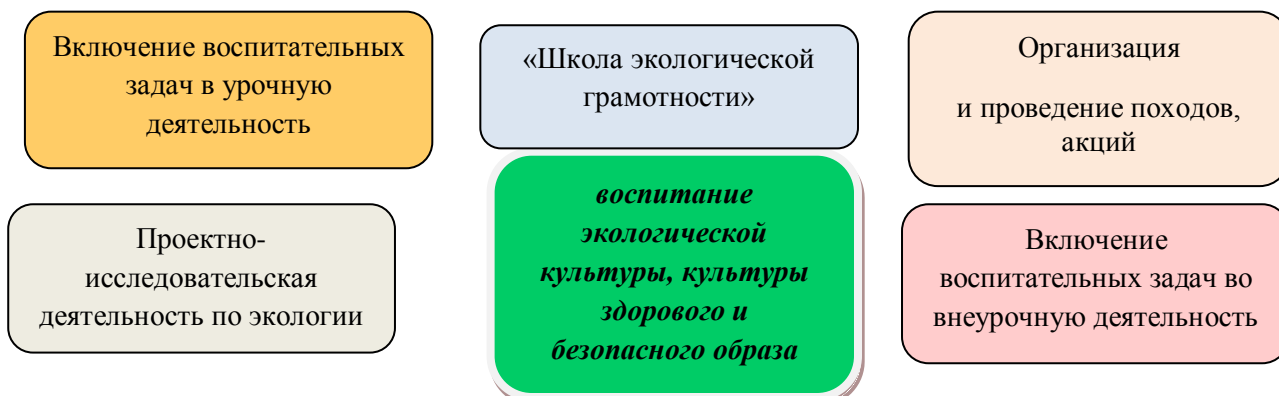 Включение воспитательных
задач в урочную
деятельность
«Школа экологической
грамотности»
Организация
и проведение походов,
акций
Проектно-
исследовательская
деятельность по экологии
воспитание
экологической
культуры, культуры
здорового и
безопасного образа
Включение
воспитательных задач во
внеурочную деятельность